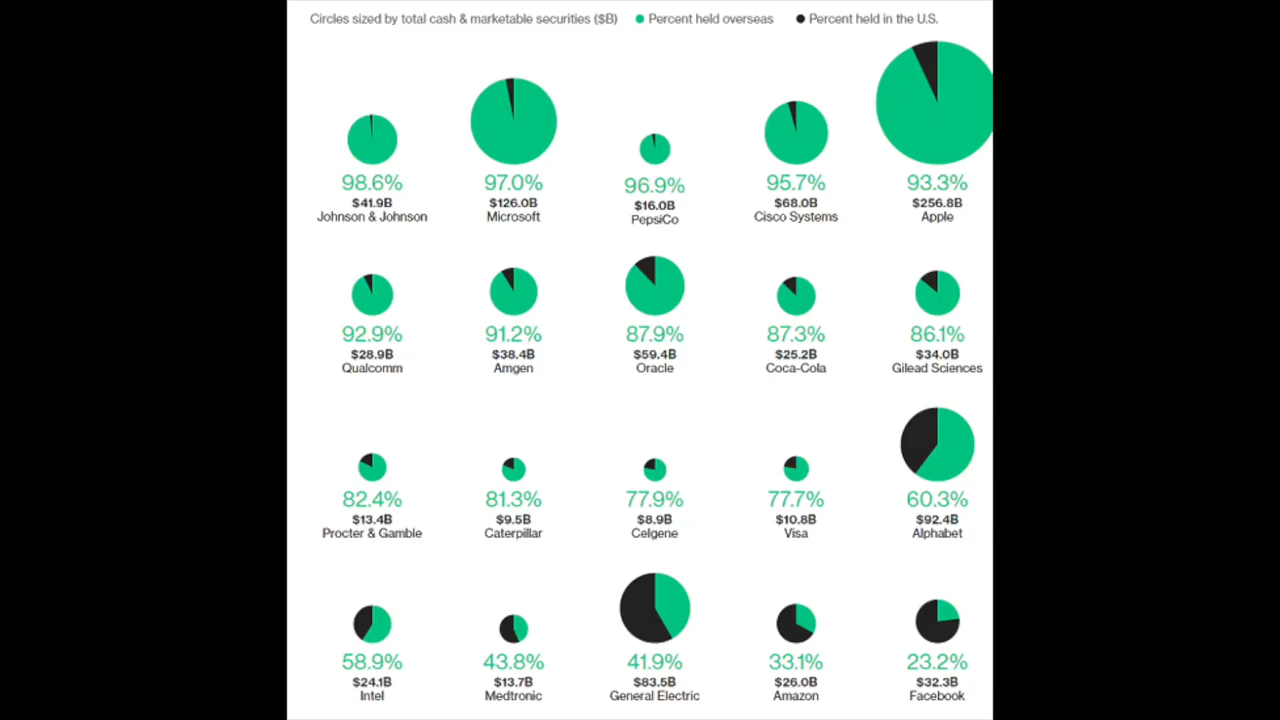 Circles sized by total cash & marketable securities ($B) Percent held overseas Percent held in the U.S.
98.6% 97.0% 96.9% 95.7% 93.3%
$41.9B $126.0B $16.0B $68.0B $256.8B
Johnson & Johnson Microsoft PepsiCo Cisco Systems Apple
92.9% 91.2% 87.9% 87.3% 86.1%
$28.9B $38.4B $59.4B $25.2B $34.0B
Qualcomm Amgen Oracle Coca-Cola Gilead Sciences
82.4% 81.3% 77.9% 77.7% 60.3%
$13.4B $9.5B $8.9B $10.8B $92.4B
Procter & Gamble Caterpillar Celgene Visa Alphabet
58.9% 43.8% 41.9% 33.1% 23.2%
$24.1B $13.7B $83.5B $26.0B $32.3B
Intel Medtronic General Electric Amazon Facebook